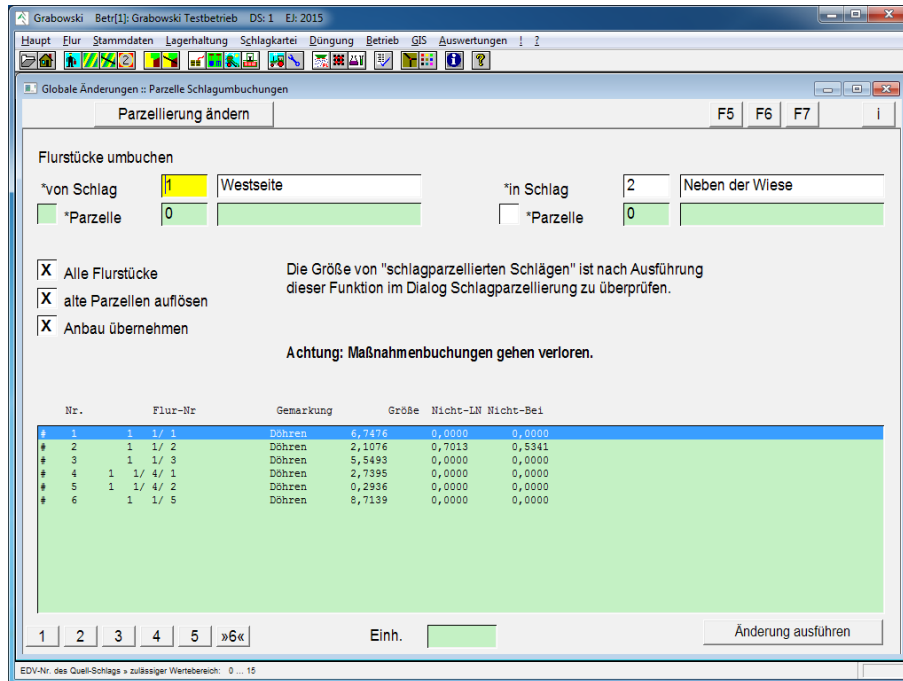 Grabowski Betr[1]: Grabowski Testbetrieb DS: 1 EJ: 2015
Haupt Flur Stammdaten Lagerhaltung Schlagkartei Düngung Betrieb GIS Auswertungen ! ?
Globale Änderungen :: Parzelle Schlagumbuchungen
Parzellierung ändern F5 F6 F7 i
Flurstücke umbuchen
*von Schlag 1 Westseite *in Schlag 2 Neben der Wiese
*Parzelle 0 *Parzelle 0
X Alle Flurstücke
X alte Parzellen auflösen
X Anbau übernehmen
Die Größe von "schlagparzellierten Schlägen" ist nach Ausführung
dieser Funktion im Dialog Schlagparzellierung zu überprüfen.
Achtung: Maßnahmenbuchungen gehen verloren.
Nr. Flur-Nr Gemarkung Größe Nicht-LN Nicht-Bei
# 1 1 1/ 1 Döhren 6,7476 0,0000 0,0000
# 2 1 1/ 2 Döhren 2,1076 0,7013 0,5341
# 3 1 1/ 3 Döhren 5,5493 0,0000 0,0000
# 4 1 1/ 4/ 1 Döhren 2,7395 0,0000 0,0000
# 5 1 1/ 4/ 2 Döhren 0,2936 0,0000 0,0000
# 6 1 1/ 5 Döhren 8,7139 0,0000 0,0000
1 2 3 4 5 »6« Einh. Änderung ausführen
EDV-Nr. des Quell-Schlags » zulässiger Wertebereich: 0 ... 15